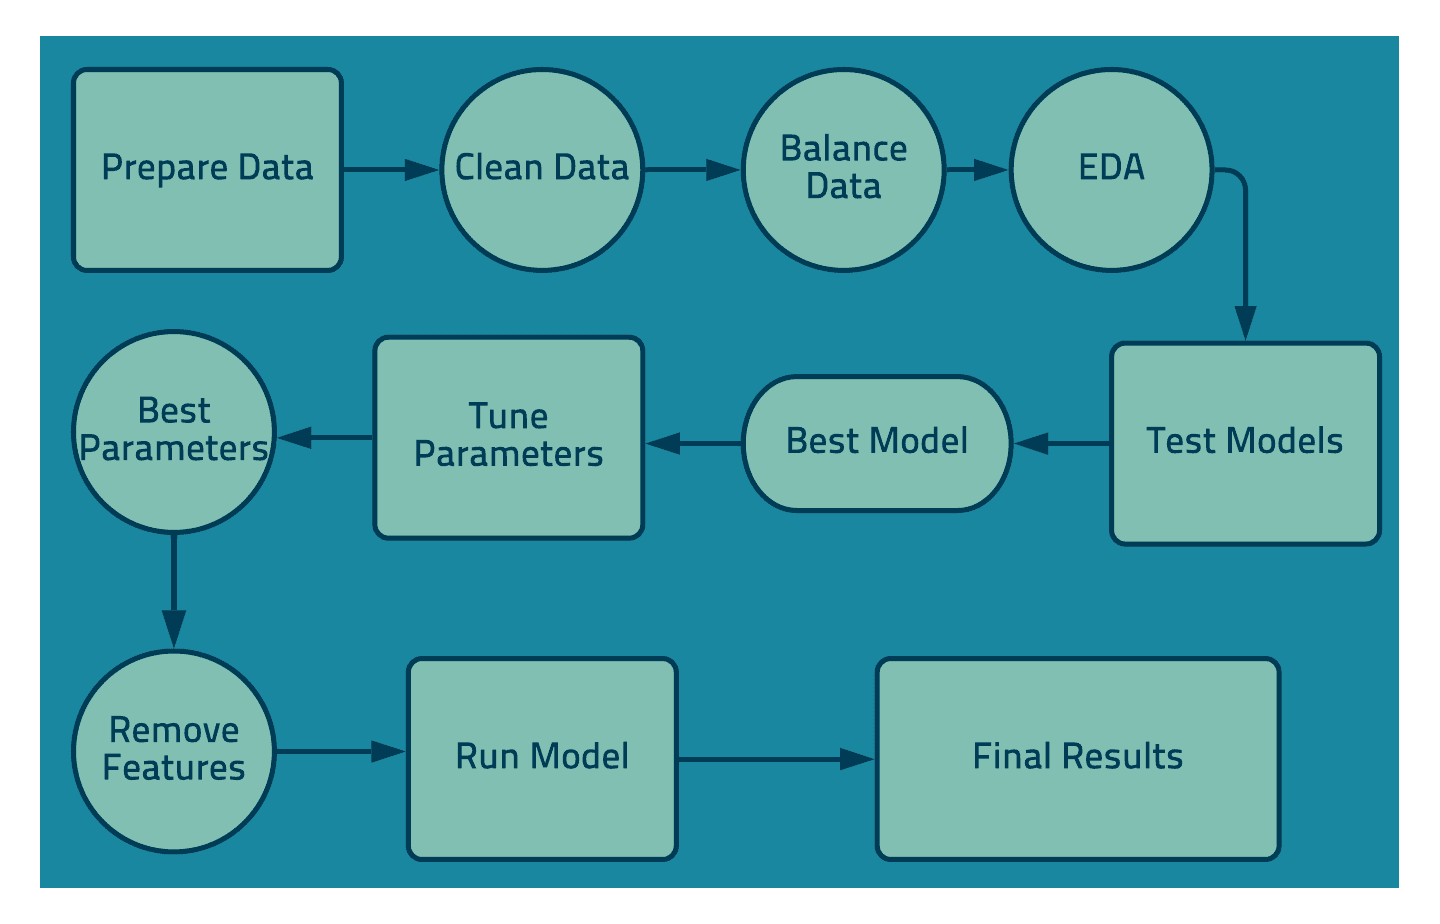 Prepare Data
Clean Data
Balance
Data
EDA
Best
Parameters
Tune
Parameters
Best Model
Test Models
Remove
Features
Run Model
Final Results